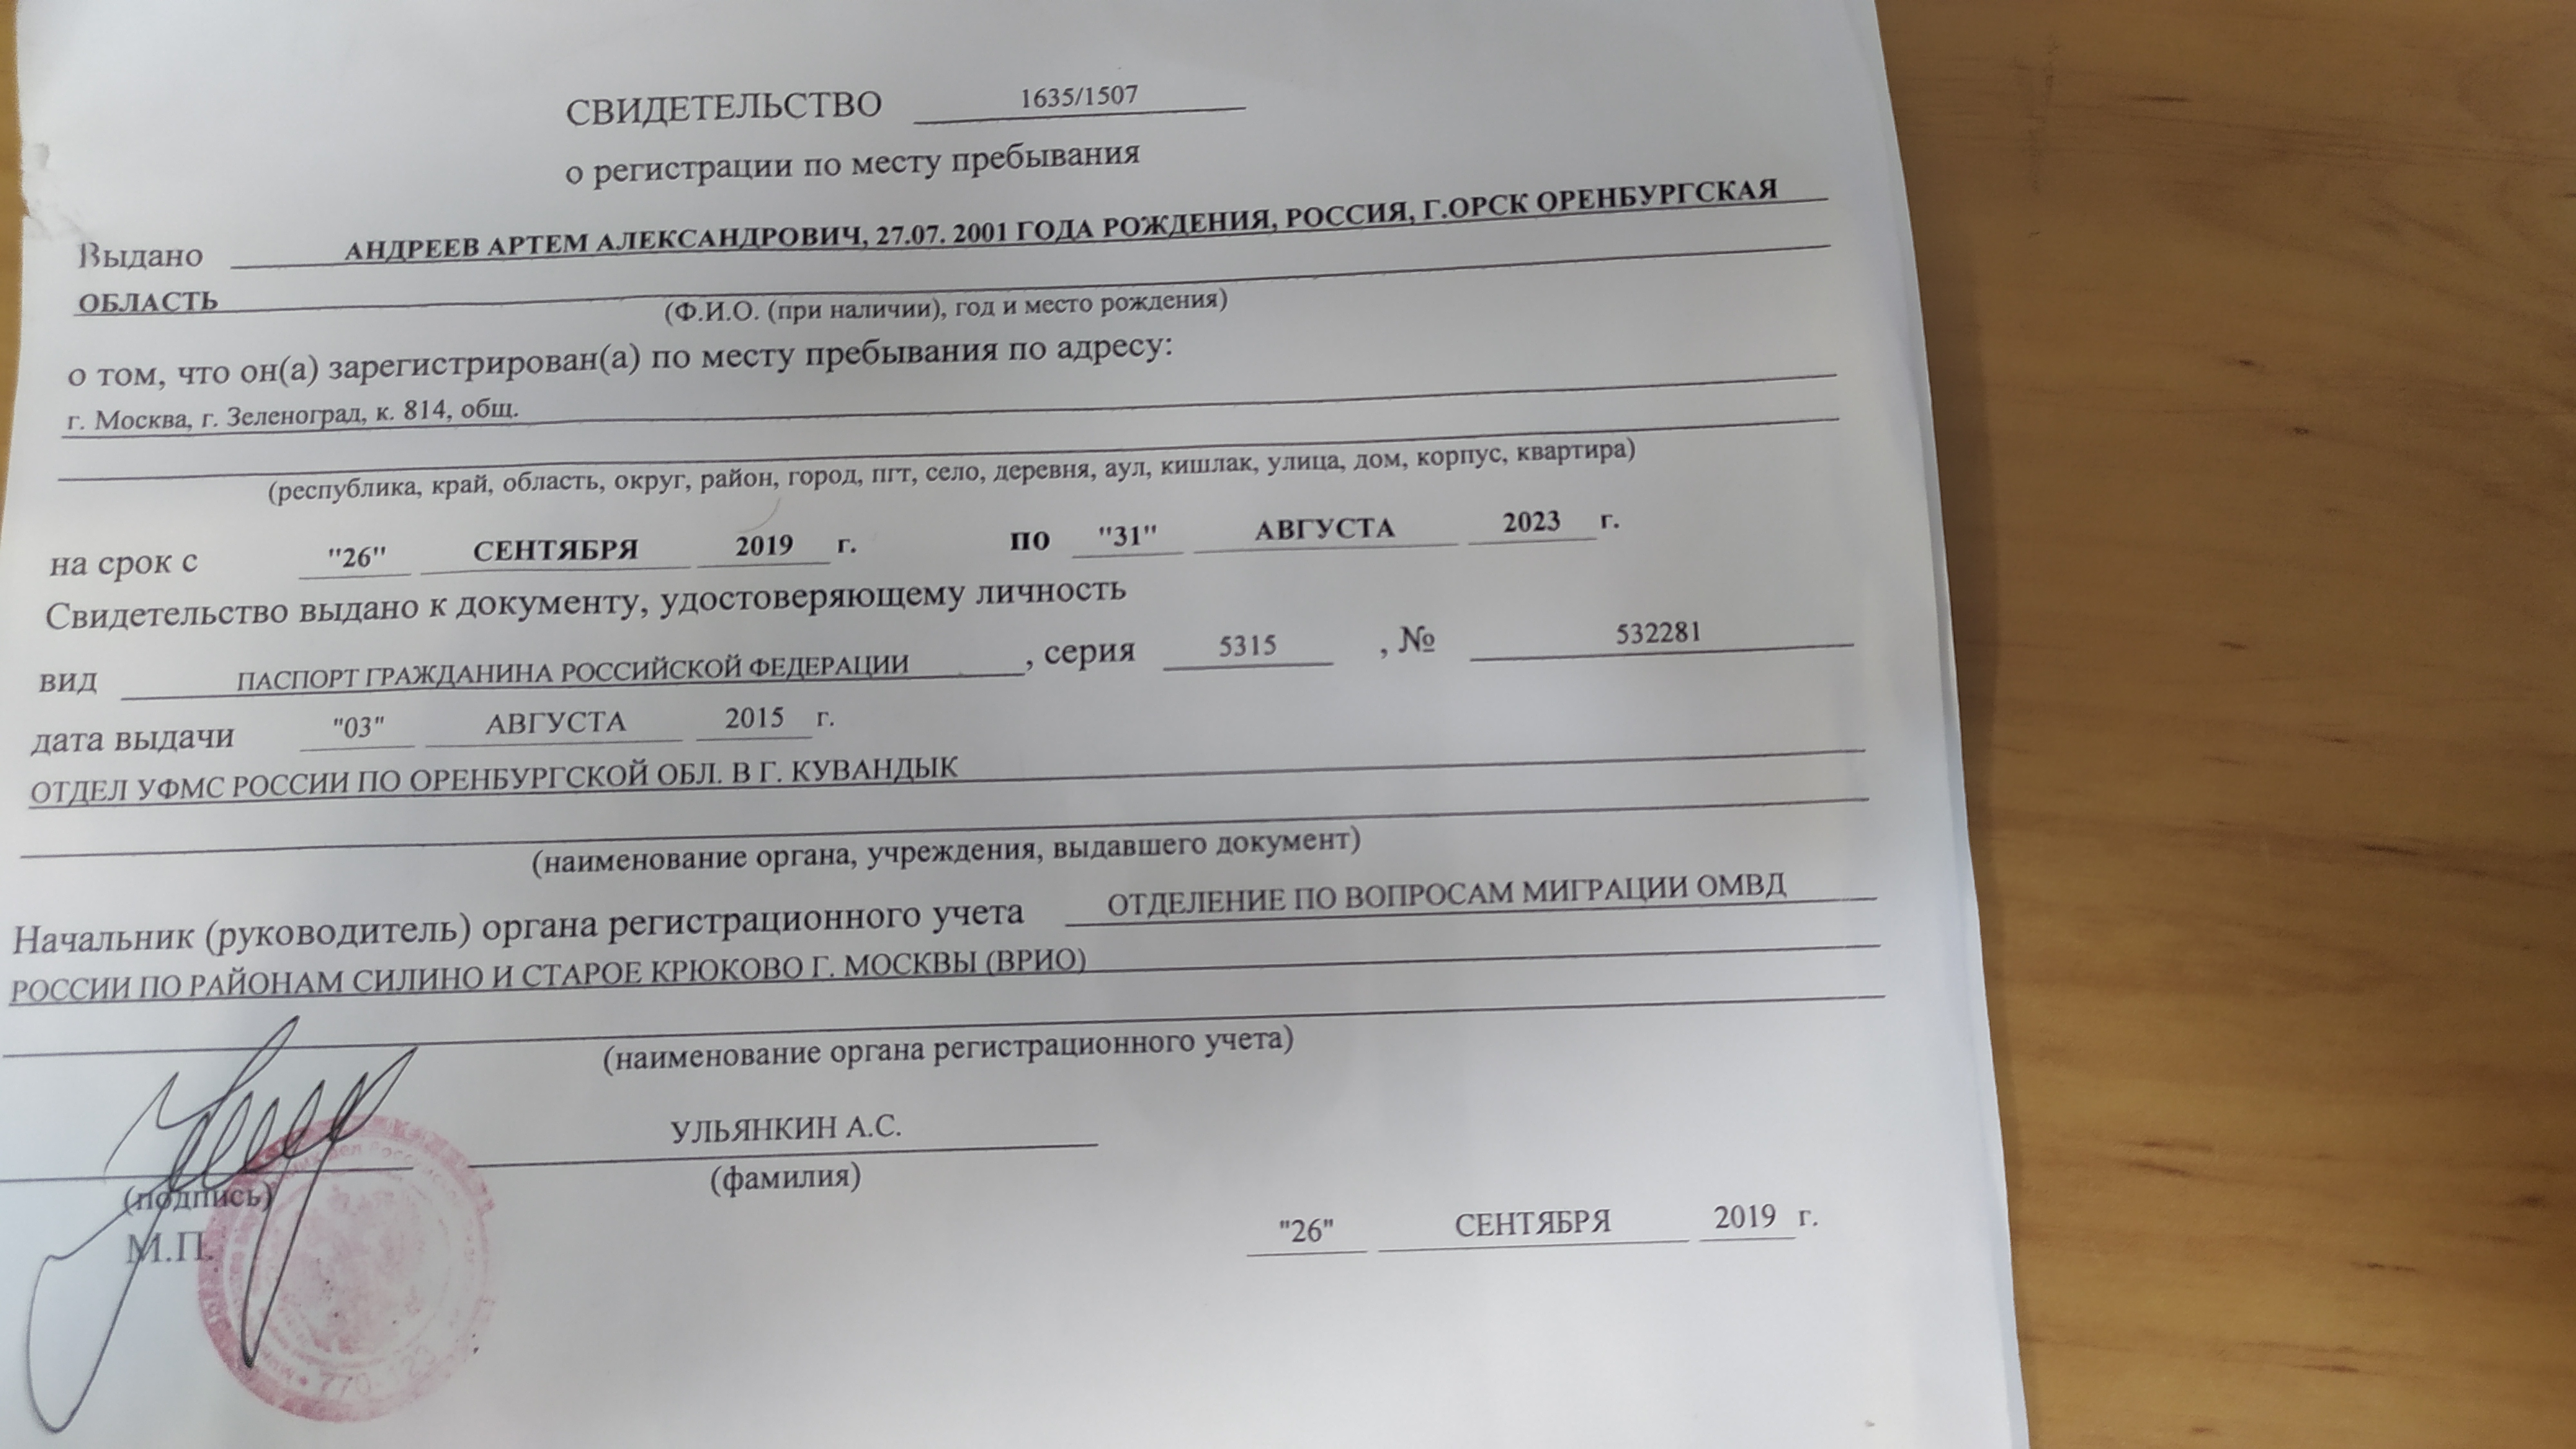 СВИДЕТЕЛЬСТВО 1635/1507
о регистрации по месту пребывания
Выдано АНДРЕЕВ АРТЕМ АЛЕКСАНДРОВИЧ, 27.07. 2001 ГОДА РОЖДЕНИЯ, РОССИЯ, Г.ОРСК ОРЕНБУРГСКАЯ
ОБЛАСТЬ
(Ф.И.О. (при наличии), год и место рождения)
о том, что он(а) зарегистрирован(а) по месту пребывания по адресу:
г. Москва, г. Зеленоград, к. 814, общ.
(республика, край, область, округ, район, город, пгт, село, деревня, аул, кишлак, улица, дом, корпус, квартира)
на срок с "26" СЕНТЯБРЯ 2019 г. ПО "31" АВГУСТА 2023 г.
Свидетельство выдано к документу, удостоверяющему личность
вид ПАСПОРТ ГРАЖДАНИНА РОССИЙСКОЙ ФЕДЕРАЦИИ , серия 5315 , № 532281
дата выдачи "03" АВГУСТА 2015 г.
ОТДЕЛ УФМС РОССИИ ПО ОРЕНБУРГСКОЙ ОБЛ. В Г. КУВАНДЫК
(наименование органа, учреждения, выдавшего документ)
Начальник (руководитель) органа регистрационного учета ОТДЕЛЕНИЕ ПО ВОПРОСАМ МИГРАЦИИ ОМВД
РОССИИ ПО РАЙОНАМ СИЛИНО И СТАРОЕ КРЮКОВО Г. МОСКВЫ (ВРИО)
(наименование органа регистрационного учета)
УЛЬЯНКИН А.С.
(подпись) (фамилия)
М.П. "26" СЕНТЯБРЯ 2019 г.